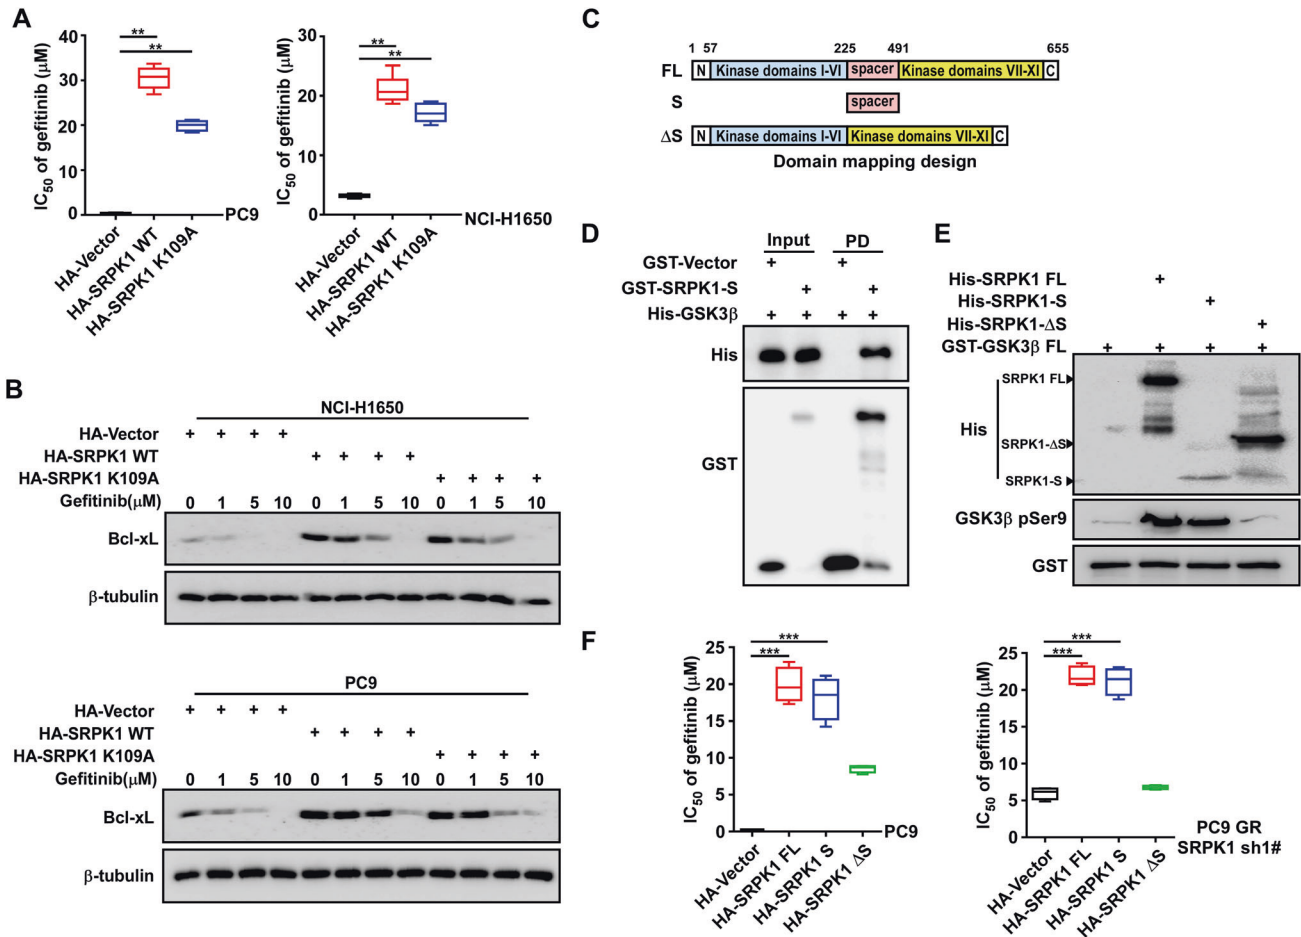 A
IC50 of gefitinib (μM)
40
30
20
10
0
**
**
PC9
HA-Vector
HA-SRPK1 WT
HA-SRPK1 K109A
IC50 of gefitinib (μM)
30
20
10
0
**
**
NCI-H1650
HA-Vector
HA-SRPK1 WT
HA-SRPK1 K109A
B
NCI-H1650
HA-Vector + + + +
HA-SRPK1 WT + + + +
HA-SRPK1 K109A + + + +
Gefitinib(μM) 0 1 5 10 0 1 5 10 0 1 5 10
Bcl-xL
β-tubulin
PC9
HA-Vector + + + +
HA-SRPK1 WT + + + +
HA-SRPK1 K109A + + + +
Gefitinib(μM) 0 1 5 10 0 1 5 10 0 1 5 10
Bcl-xL
β-tubulin
C
1 57 225 491 655
FL N Kinase domains I-VI spacer Kinase domains VII-XI C
S spacer
ΔS N Kinase domains I-VI Kinase domains VII-XI C
Domain mapping design
D
Input PD
GST-Vector + +
GST-SRPK1-S + +
His-GSK3β + + + +
His
GST
E
His-SRPK1 FL +
His-SRPK1-S +
His-SRPK1-ΔS +
GST-GSK3β FL + + + +
SRPK1 FL
His
SRPK1-ΔS
SRPK1-S
GSK3β pSer9
GST
F
IC50 of gefitinib (μM)
25
20
15
10
5
0
***
***
PC9
HA-Vector
HA-SRPK1 FL
HA-SRPK1 S
HA-SRPK1 ΔS
IC50 of gefitinib (μM)
25
20
15
10
5
0
***
***
PC9 GR
SRPK1 sh1#
HA-Vector
HA-SRPK1 FL
HA-SRPK1 S
HA-SRPK1 ΔS